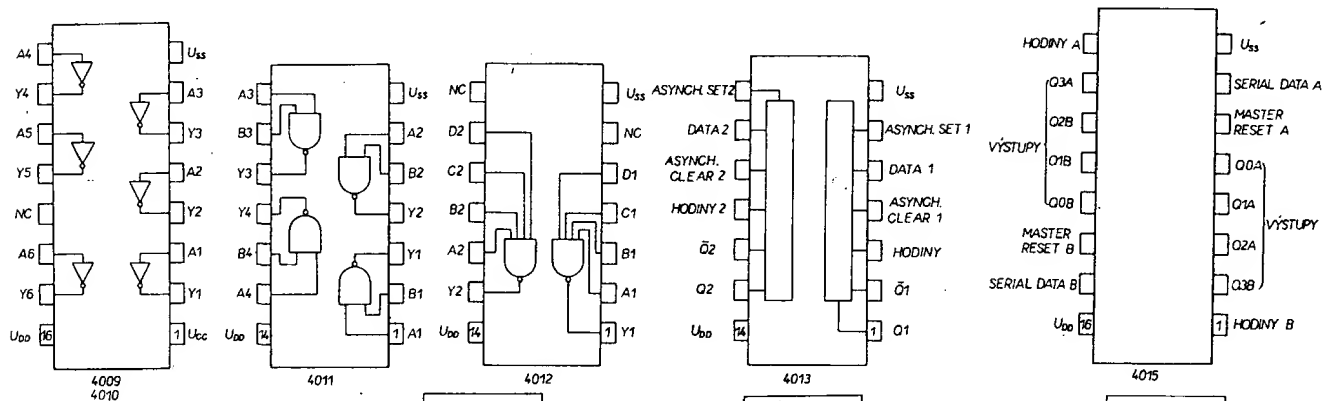 A4
Y4
A5
Y5
NC
A6
Y6
U_DD 16
U_SS
A3
Y3
A2
Y2
A1
Y1
1 U_CC
4009
4010
A3
B3
Y3
Y4
B4
A4
U_DD 14
U_SS
A2
B2
Y2
Y1
B1
1 A1
4011
NC
D2
C2
B2
A2
Y2
U_DD 14
U_SS
NC
D1
C1
B1
A1
1 Y1
4012
ASYNCH. SET2
DATA 2
ASYNCH.
CLEAR 2
HODINY 2
Q̄2
Q2
U_DD 14
U_SS
ASYNCH. SET 1
DATA 1
ASYNCH.
CLEAR 1
HODINY
Q̄1
1 Q1
4013
HODINY A
VÝSTUPY
Q3A
Q2B
Q1B
Q0B
MASTER
RESET B
SERIAL DATA B
U_DD 16
U_SS
SERIAL DATA A
MASTER
RESET A
Q0A
Q1A
Q2A
Q3B
VÝSTUPY
1 HODINY B
4015